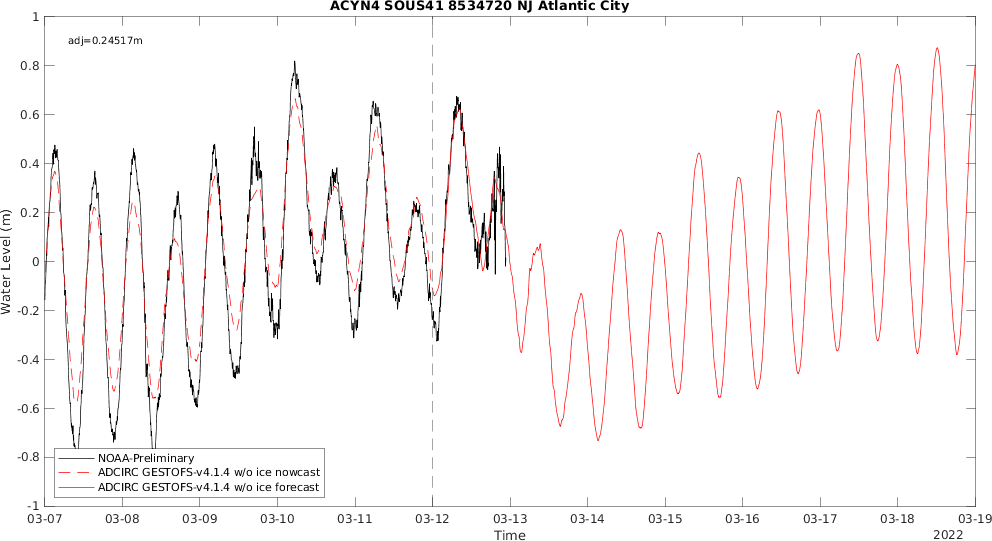 ACYN4 SOUS41 8534720 NJ Atlantic City
adj=0.24517m
1
0.8
0.6
0.4
0.2
0
-0.2
-0.4
-0.6
-0.8
-1
Water Level (m)
NOAA-Preliminary
ADCIRC GESTOFS-v4.1.4 w/o ice nowcast
ADCIRC GESTOFS-v4.1.4 w/o ice forecast
03-07 03-08 03-09 03-10 03-11 03-12 03-13 03-14 03-15 03-16 03-17 03-18 03-19
Time
2022